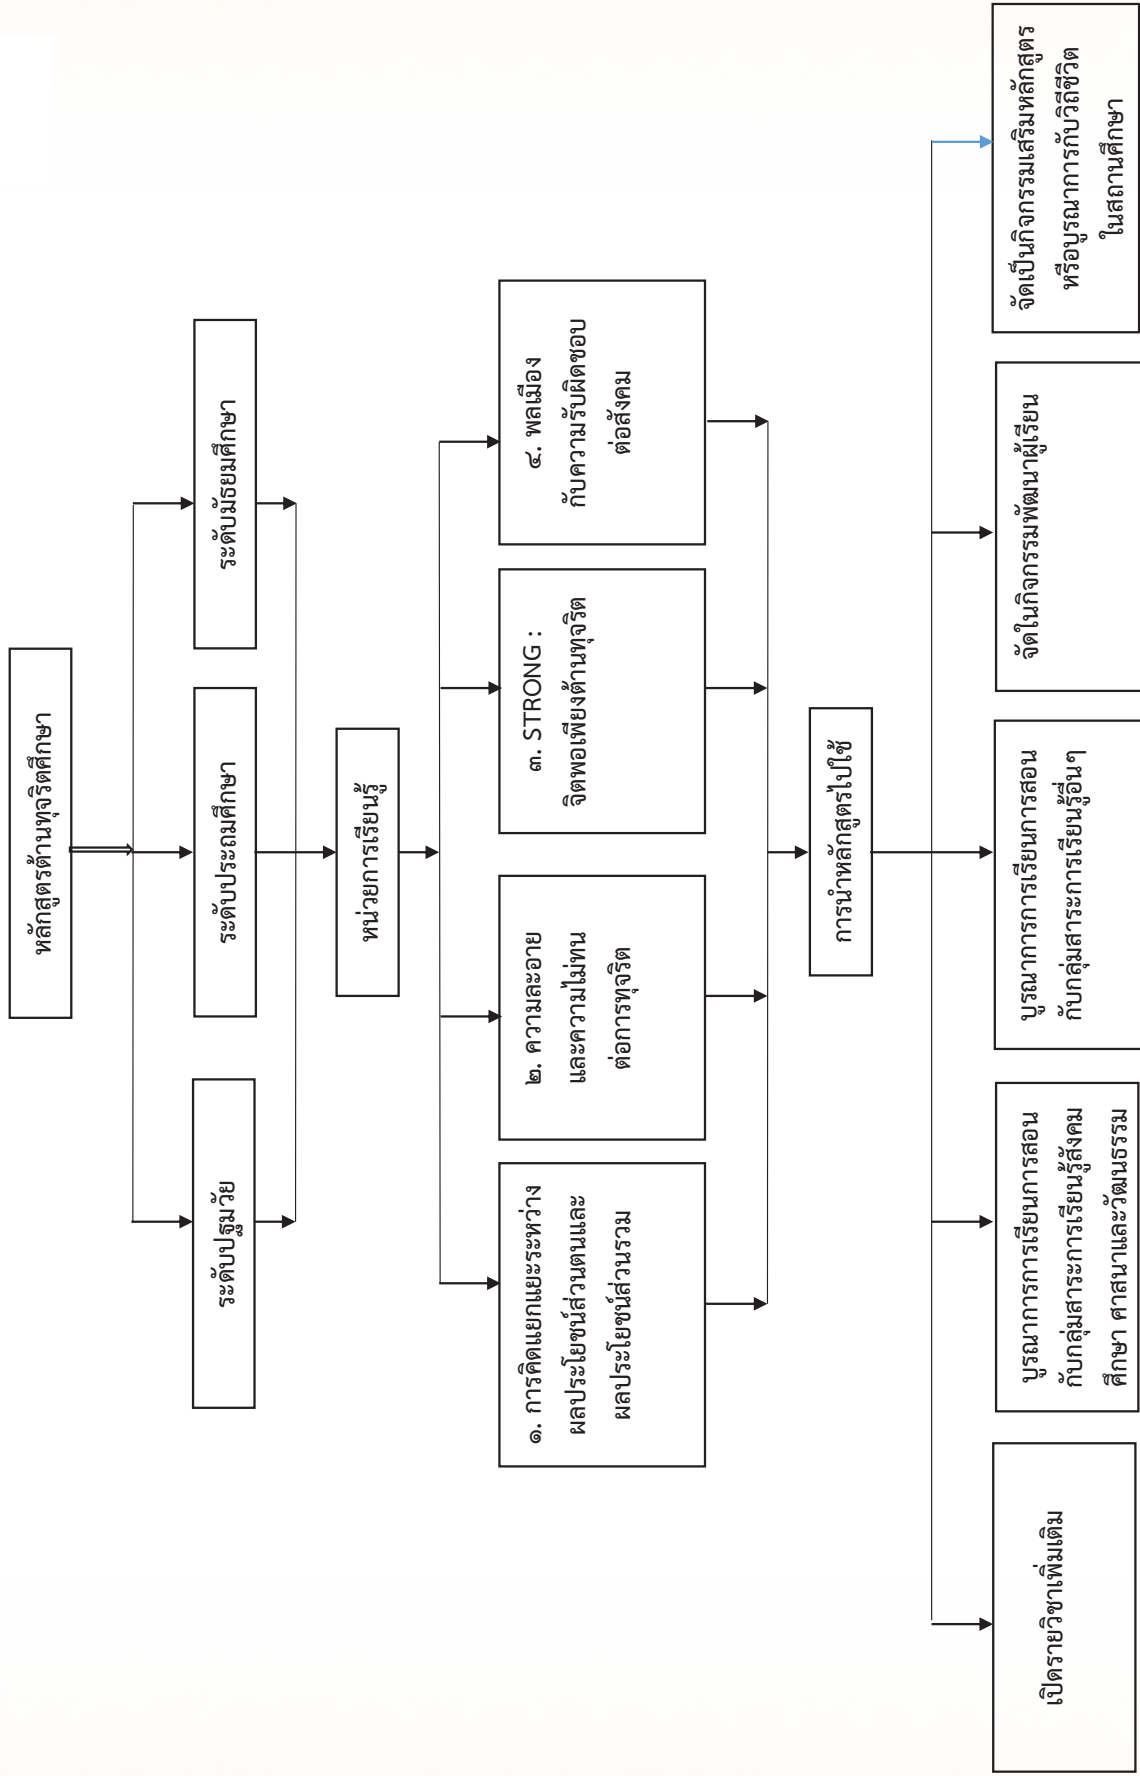 หลักสูตรต้านทุจริตศึกษา
ระดับปฐมวัย
ระดับประถมศึกษา
ระดับมัธยมศึกษา
หน่วยการเรียนรู้
๑. การคิดแยกแยะระหว่าง
ผลประโยชน์ส่วนตนและ
ผลประโยชน์ส่วนรวม
๒. ความละอาย
และความไม่ทน
ต่อการทุจริต
๓. STRONG :
จิตพอเพียงต้านทุจริต
๔. พลเมือง
กับความรับผิดชอบ
ต่อสังคม
การนำหลักสูตรไปใช้
เปิดรายวิชาเพิ่มเติม
บูรณาการการเรียนการสอน
กับกลุ่มสาระการเรียนรู้สังคม
ศึกษา ศาสนาและวัฒนธรรม
บูรณาการการเรียนการสอน
กับกลุ่มสาระการเรียนรู้อื่นๆ
จัดในกิจกรรมพัฒนาผู้เรียน
จัดเป็นกิจกรรมเสริมหลักสูตร
หรือบูรณาการกับวิถีชีวิต
ในสถานศึกษา